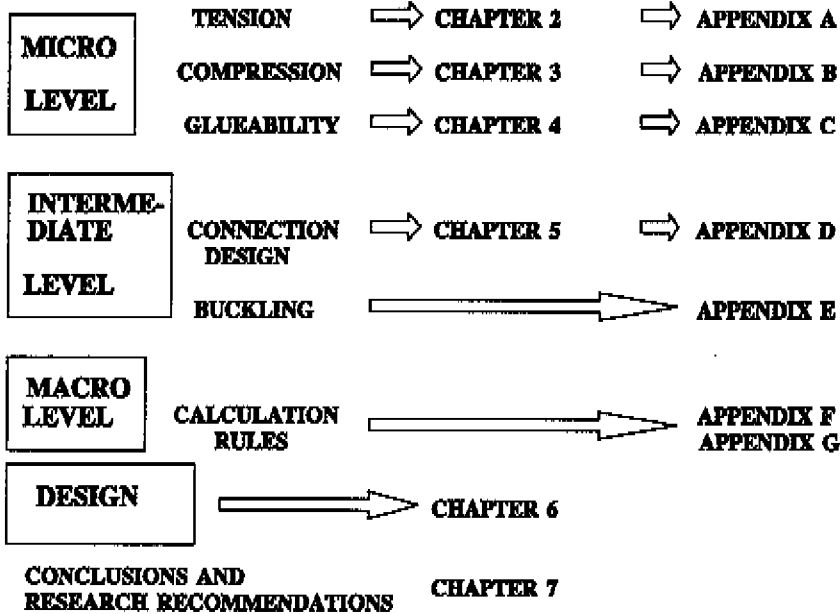 MICRO
LEVEL
TENSION CHAPTER 2 APPENDIX A
COMPRESSION CHAPTER 3 APPENDIX B
GLUEABILITY CHAPTER 4 APPENDIX C
INTERME-
DIATE
LEVEL
CONNECTION CHAPTER 5 APPENDIX D
DESIGN
BUCKLING APPENDIX E
MACRO
LEVEL
CALCULATION
RULES
APPENDIX F
APPENDIX G
DESIGN CHAPTER 6
CONCLUSIONS AND
RESEARCH RECOMMENDATIONS CHAPTER 7